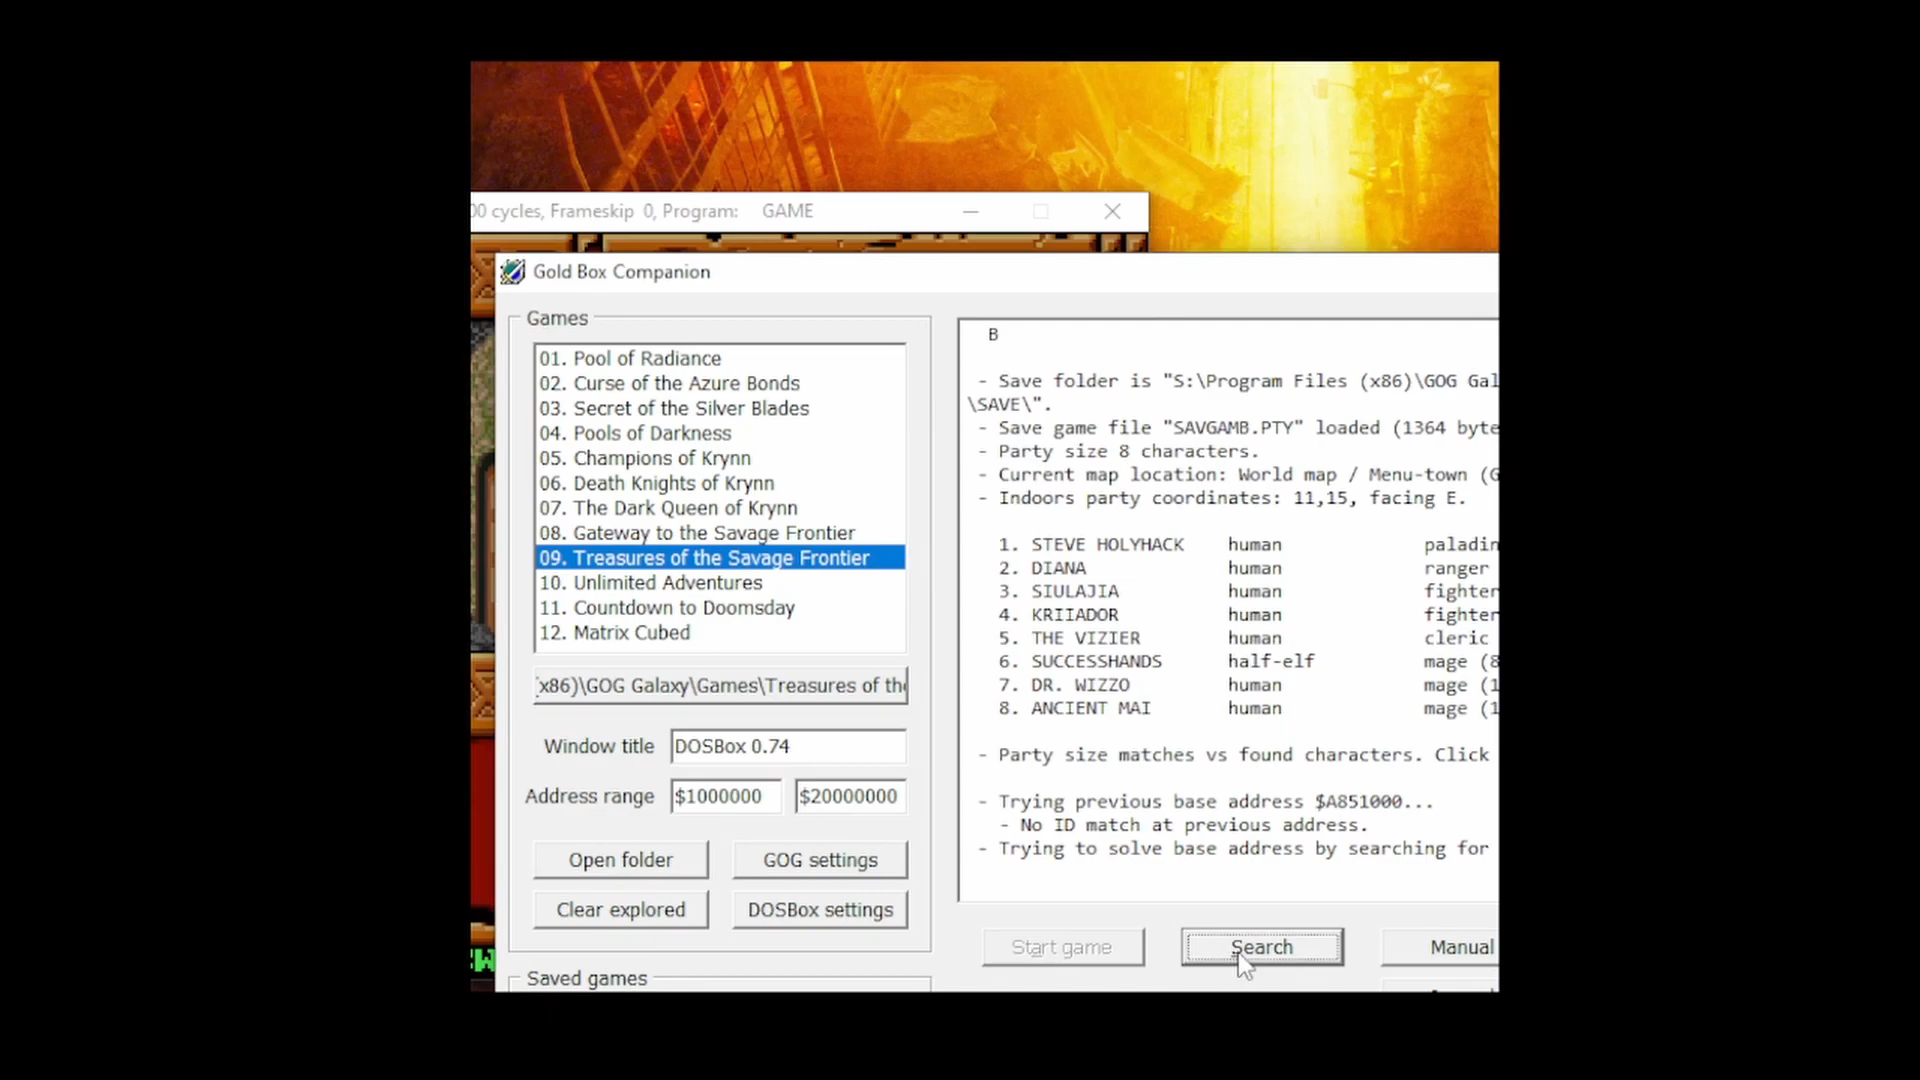 00 cycles, Frameskip 0, Program: GAME
Gold Box Companion
Games
01. Pool of Radiance
02. Curse of the Azure Bonds
03. Secret of the Silver Blades
04. Pools of Darkness
05. Champions of Krynn
06. Death Knights of Krynn
07. The Dark Queen of Krynn
08. Gateway to the Savage Frontier
09. Treasures of the Savage Frontier
10. Unlimited Adventures
11. Countdown to Doomsday
12. Matrix Cubed
x86)\GOG Galaxy\Games\Treasures of the
Window title DOSBox 0.74
Address range $1000000 $20000000
Open folder GOG settings
Clear explored DOSBox settings
Saved games
B
- Save folder is "S:\Program Files (x86)\GOG Gal
\SAVE\".
- Save game file "SAVGAMB.PTY" loaded (1364 byte
- Party size 8 characters.
- Current map location: World map / Menu-town (G
- Indoors party coordinates: 11,15, facing E.
1. STEVE HOLYHACK human paladin
2. DIANA human ranger
3. SIULAJIA human fighter
4. KRIIADOR human fighter
5. THE VIZIER human cleric
6. SUCCESSHANDS half-elf mage (8
7. DR. WIZZO human mage (1
8. ANCIENT MAI human mage (1
- Party size matches vs found characters. Click
- Trying previous base address $A851000...
- No ID match at previous address.
- Trying to solve base address by searching for
Start game Search Manual